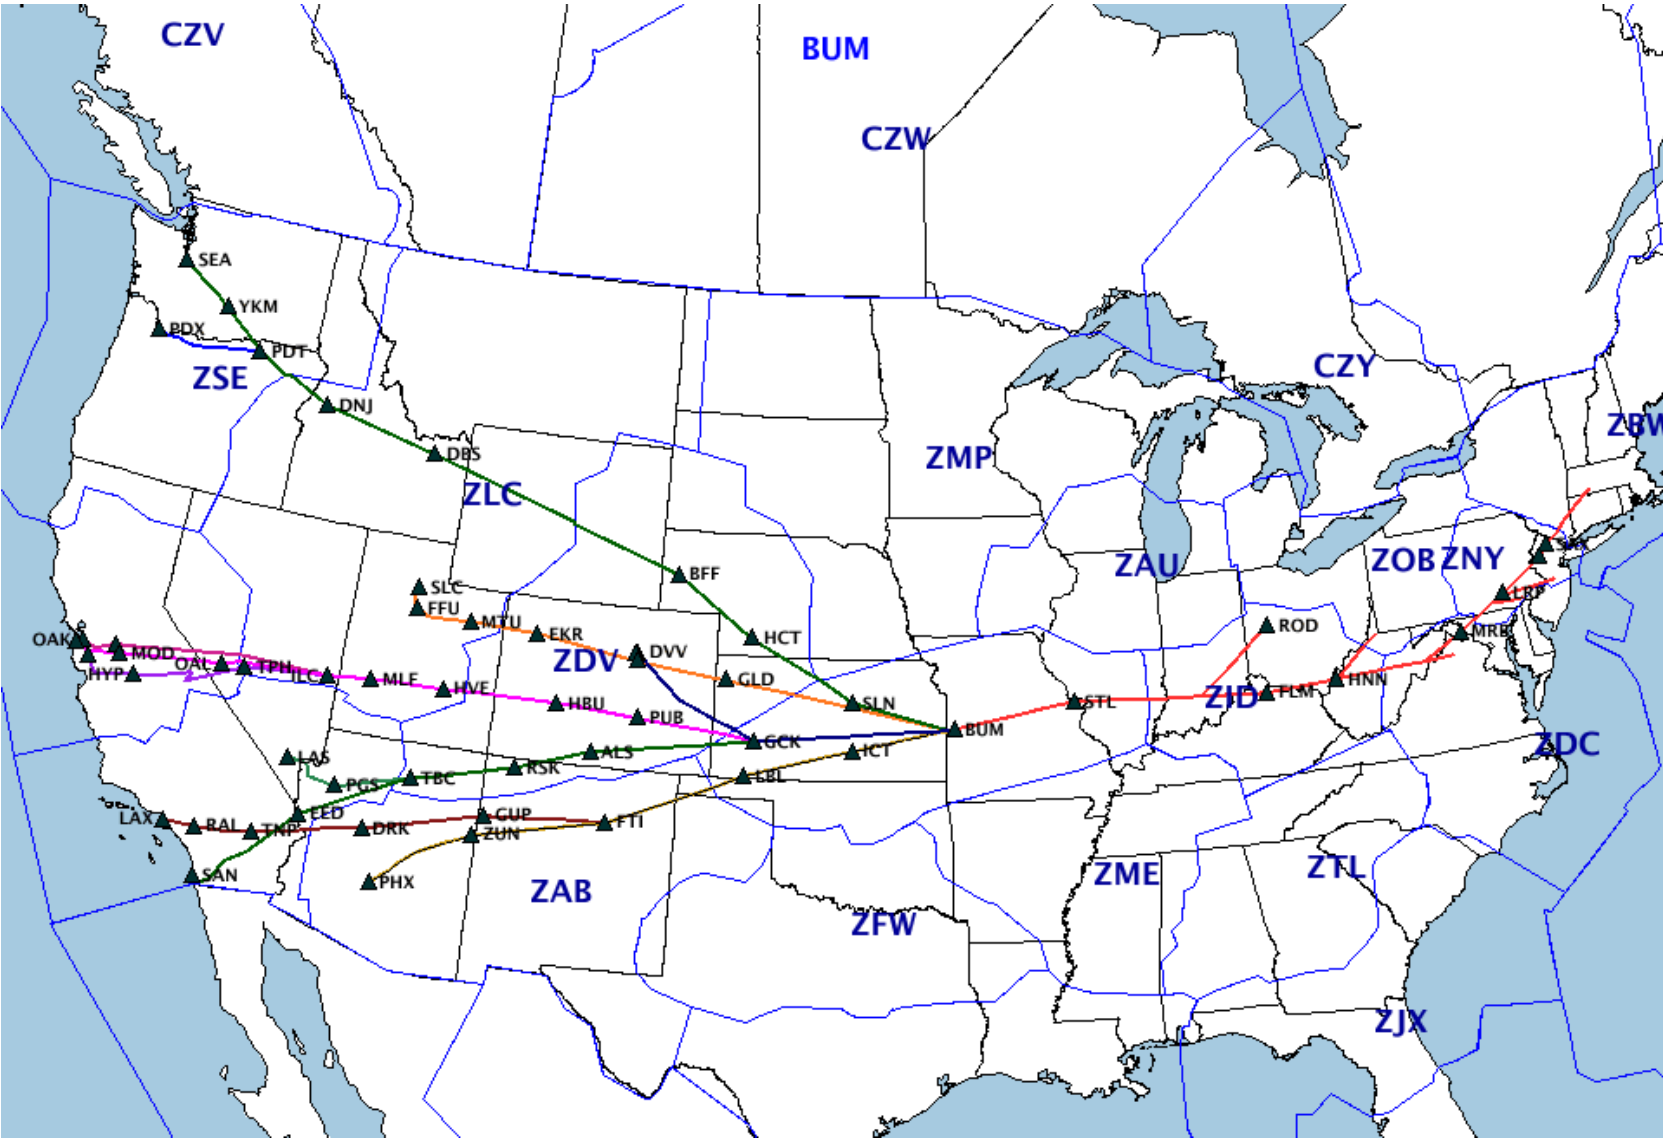 CZV
BUM
CZW
SEA
YKM
PDX
PDT
ZSE
CZY
DNJ
ZBW
DBS
ZMP
ZLC
ZAU
ZOB
ZNY
BFF
SLC
FFU
LRP
MTU
EKR
HCT
ROD
MRB
OAK
MOD
OAL
TPH
DVV
ZDV
HYP
ILC
MLF
HVE
GLD
HNN
HBU
PUB
SLN
STL
ZID
FLM
BUM
GCK
ICT
ZDC
LAS
ALS
RSK
PGS
TBC
LBL
EED
LAX
RAL
TNP
DRK
GUP
ZUN
FTI
SAN
PHX
ZAB
ZME
ZTL
ZFW
ZJX